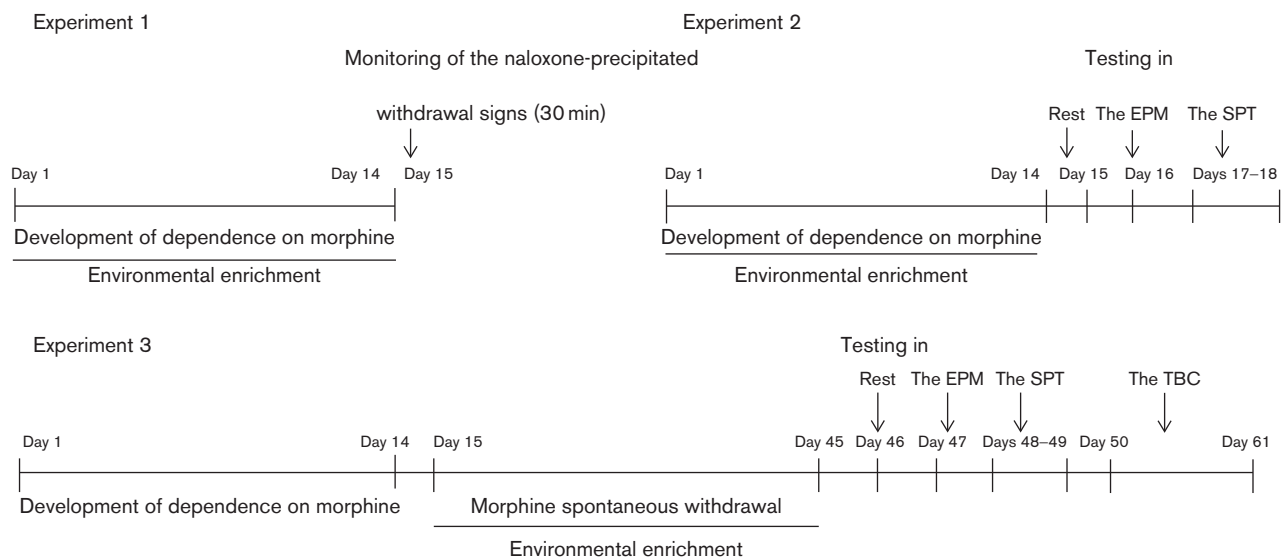 Experiment 1
Monitoring of the naloxone-precipitated
withdrawal signs (30 min)
Day 1 Day 14 Day 15
Development of dependence on morphine
Environmental enrichment
Experiment 2
Testing in
Rest The EPM The SPT
Day 1 Day 14 Day 15 Day 16 Days 17–18
Development of dependence on morphine
Environmental enrichment
Experiment 3
Testing in
Rest The EPM The SPT The TBC
Day 1 Day 14 Day 15 Day 45 Day 46 Day 47 Days 48–49 Day 50 Day 61
Development of dependence on morphine Morphine spontaneous withdrawal
Environmental enrichment